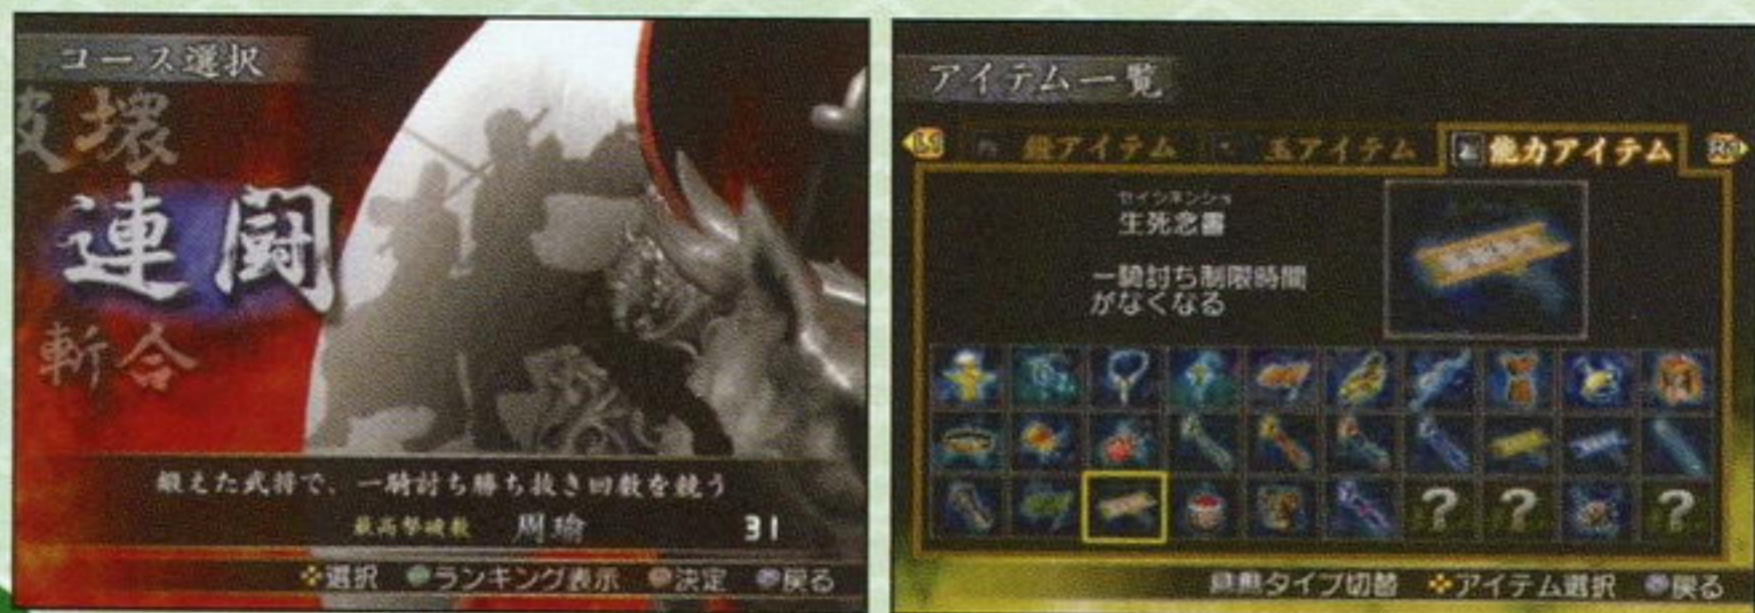 コース選択
破壊
連闘
斬合
鍛えた武将で、一騎討ち勝ち抜き回数を競う
最高撃破数 周瑜 31
選択 ランキング表示 決定 戻る
アイテム一覧
L1 鎧アイテム 玉アイテム 能力アイテム R1
セイシネンショ
生死念書
一騎討ち制限時間
がなくなる
? ? ?
タイプ切替 アイテム選択 戻る